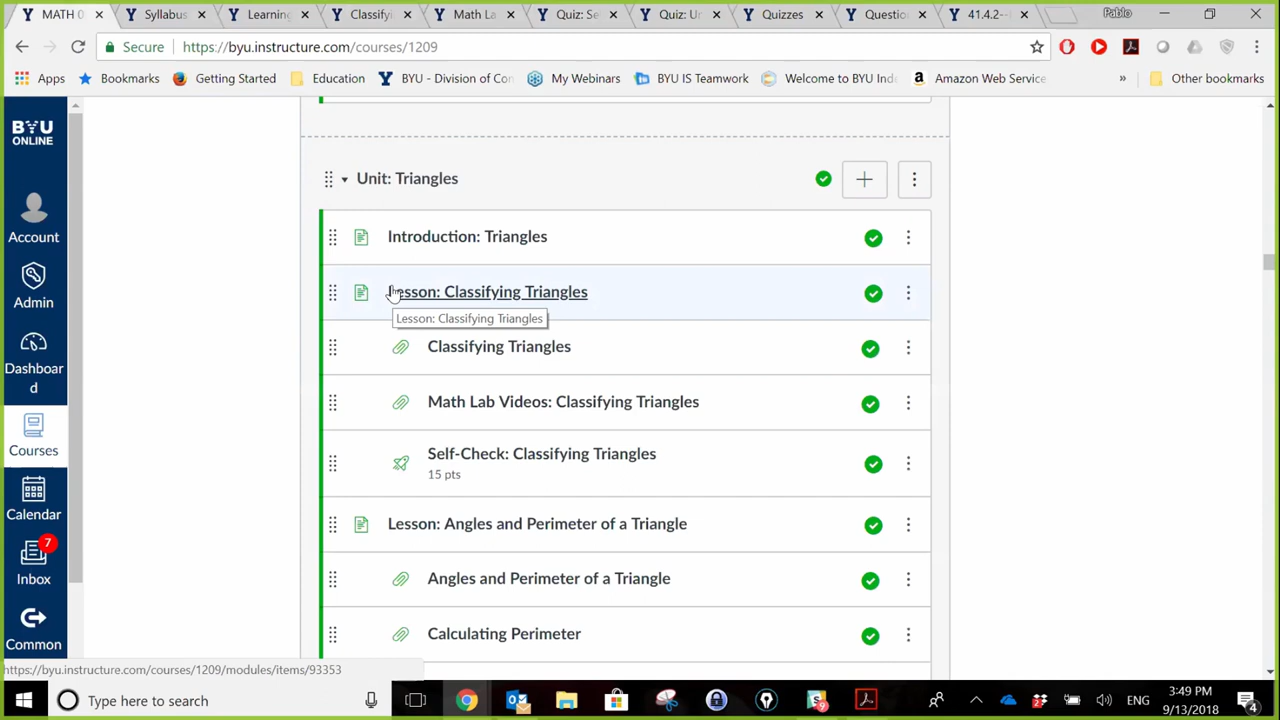 MATH 0
Syllabus
Learning
Classify
Math La
Quiz: Se
Quiz: U
Quizzes
Questio
41.4.2--L
Pablo
Secure
https://byu.instructure.com/courses/1209
Apps
Bookmarks
Getting Started
Education
BYU - Division of Con
My Webinars
BYU IS Teamwork
Welcome to BYU Ind
Amazon Web Service
»
Other bookmarks
BYU
ONLINE
Account
Admin
Dashboar
d
Courses
Calendar
7
Inbox
Common
Unit: Triangles
Introduction: Triangles
Lesson: Classifying Triangles
Lesson: Classifying Triangles
Classifying Triangles
Math Lab Videos: Classifying Triangles
Self-Check: Classifying Triangles
15 pts
Lesson: Angles and Perimeter of a Triangle
Angles and Perimeter of a Triangle
Calculating Perimeter
https://byu.instructure.com/courses/1209/modules/items/93353
Type here to search
ENG
3:49 PM
9/13/2018
4